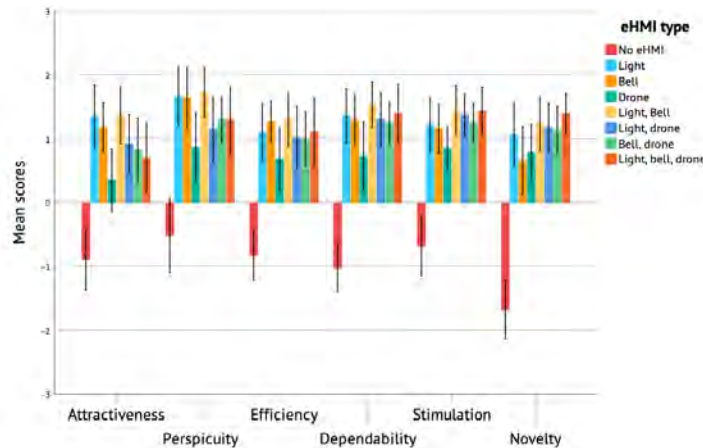 3
2
1
0
−1
−2
3
Mean scores
Attractiveness
Efficiency
Stimulation
Perspicuity
Dependability
Novelty
eHMI type
No eHMI
Light
Bell
Drone
Light, Bell
Light, drone
Bell, drone
Light, bell, drone